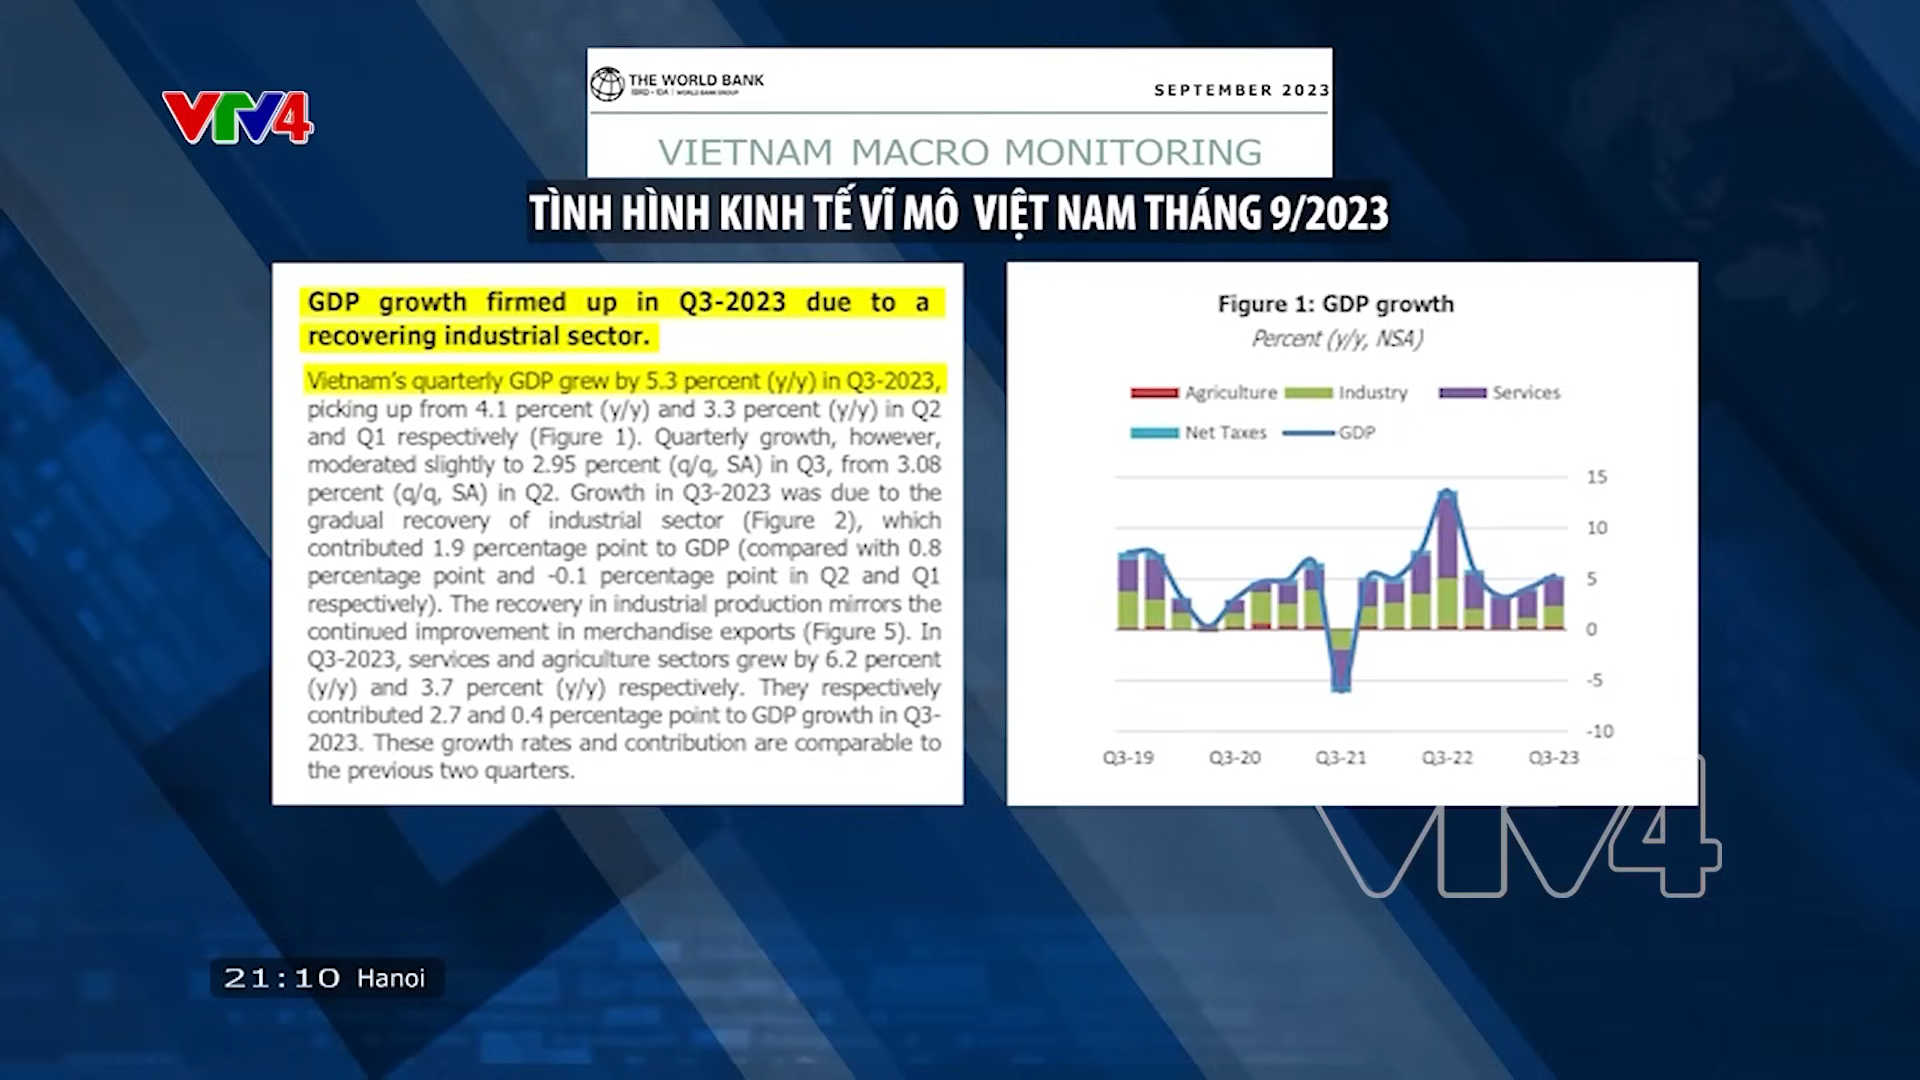 VTV4
THE WORLD BANK
IBRD • IDA | WORLD BANK GROUP
SEPTEMBER 2023
VIETNAM MACRO MONITORING
TÌNH HÌNH KINH TẾ VĨ MÔ VIỆT NAM THÁNG 9/2023
GDP growth firmed up in Q3-2023 due to a
recovering industrial sector.
Vietnam's quarterly GDP grew by 5.3 percent (y/y) in Q3-2023,
picking up from 4.1 percent (y/y) and 3.3 percent (y/y) in Q2
and Q1 respectively (Figure 1). Quarterly growth, however,
moderated slightly to 2.95 percent (q/q, SA) in Q3, from 3.08
percent (q/q, SA) in Q2. Growth in Q3-2023 was due to the
gradual recovery of industrial sector (Figure 2), which
contributed 1.9 percentage point to GDP (compared with 0.8
percentage point and -0.1 percentage point in Q2 and Q1
respectively). The recovery in industrial production mirrors the
continued improvement in merchandise exports (Figure 5). In
Q3-2023, services and agriculture sectors grew by 6.2 percent
(y/y) and 3.7 percent (y/y) respectively. They respectively
contributed 2.7 and 0.4 percentage point to GDP growth in Q3-
2023. These growth rates and contribution are comparable to
the previous two quarters.
Figure 1: GDP growth
Percent (y/y, NSA)
Agriculture Industry Services
Net Taxes GDP
15
10
5
0
-5
-10
Q3-19 Q3-20 Q3-21 Q3-22 Q3-23
VTV4
21:10 Hanoi